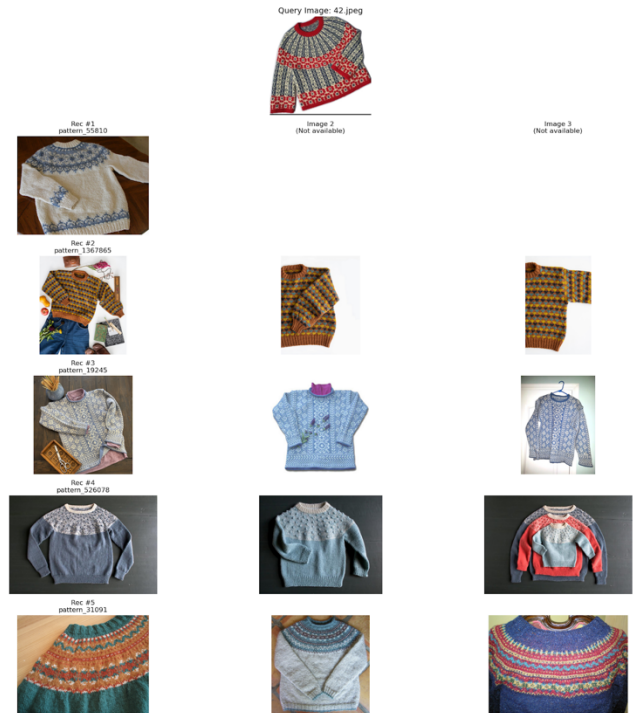 Query Image: 42.jpeg
Rec #1
pattern_55810
Image 2
(Not available)
Image 3
(Not available)
Rec #2
pattern_1367865
Rec #3
pattern_19245
Rec #4
pattern_526078
Rec #5
pattern_31091